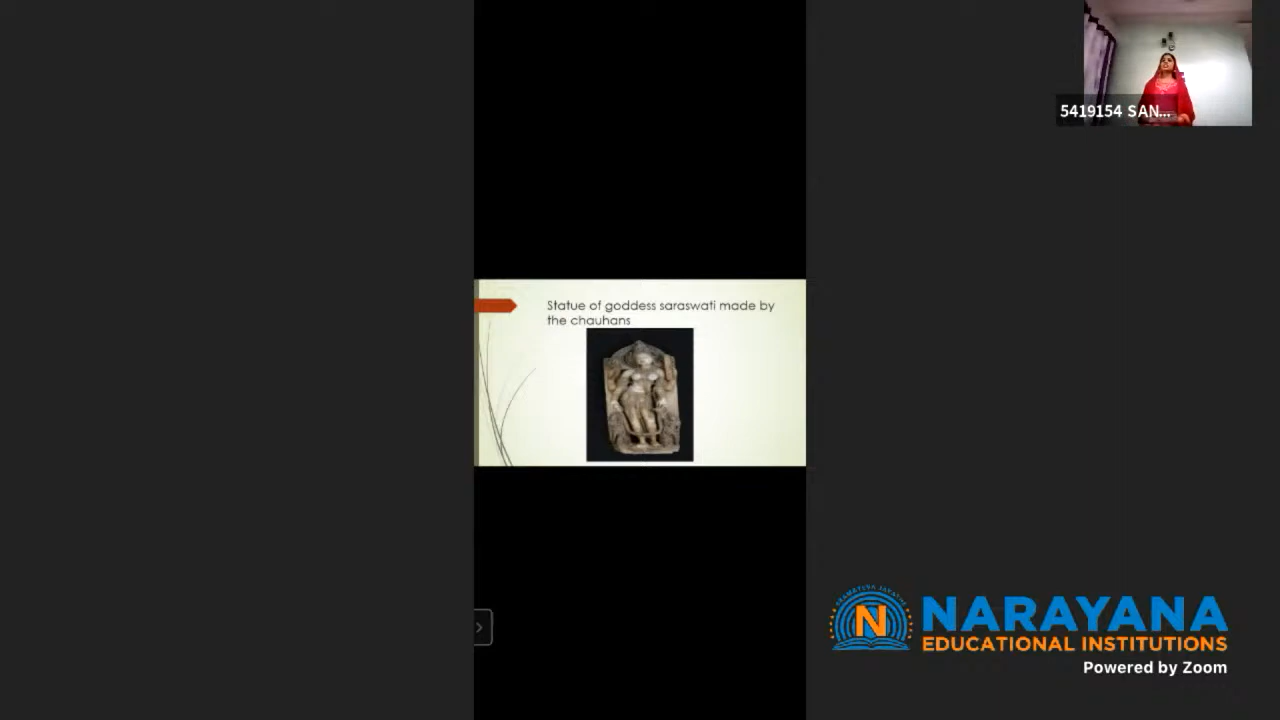 5419154 SAN...
Statue of goddess saraswati made by
the chauhans
N
NARAYANA
EDUCATIONAL INSTITUTIONS
Powered by Zoom